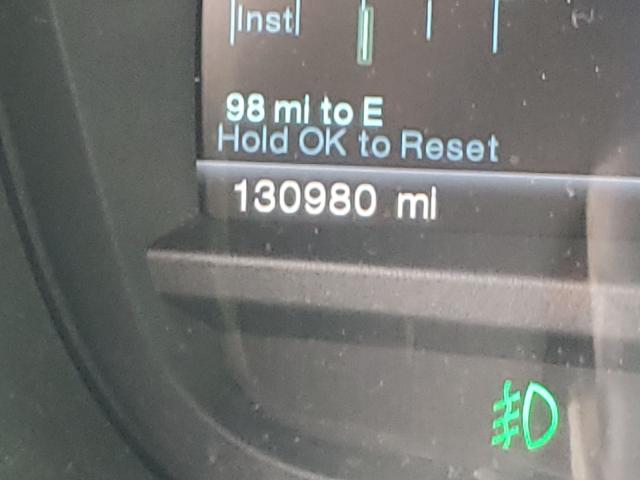 Inst
98 mi to E
Hold OK to Reset
130980 mi